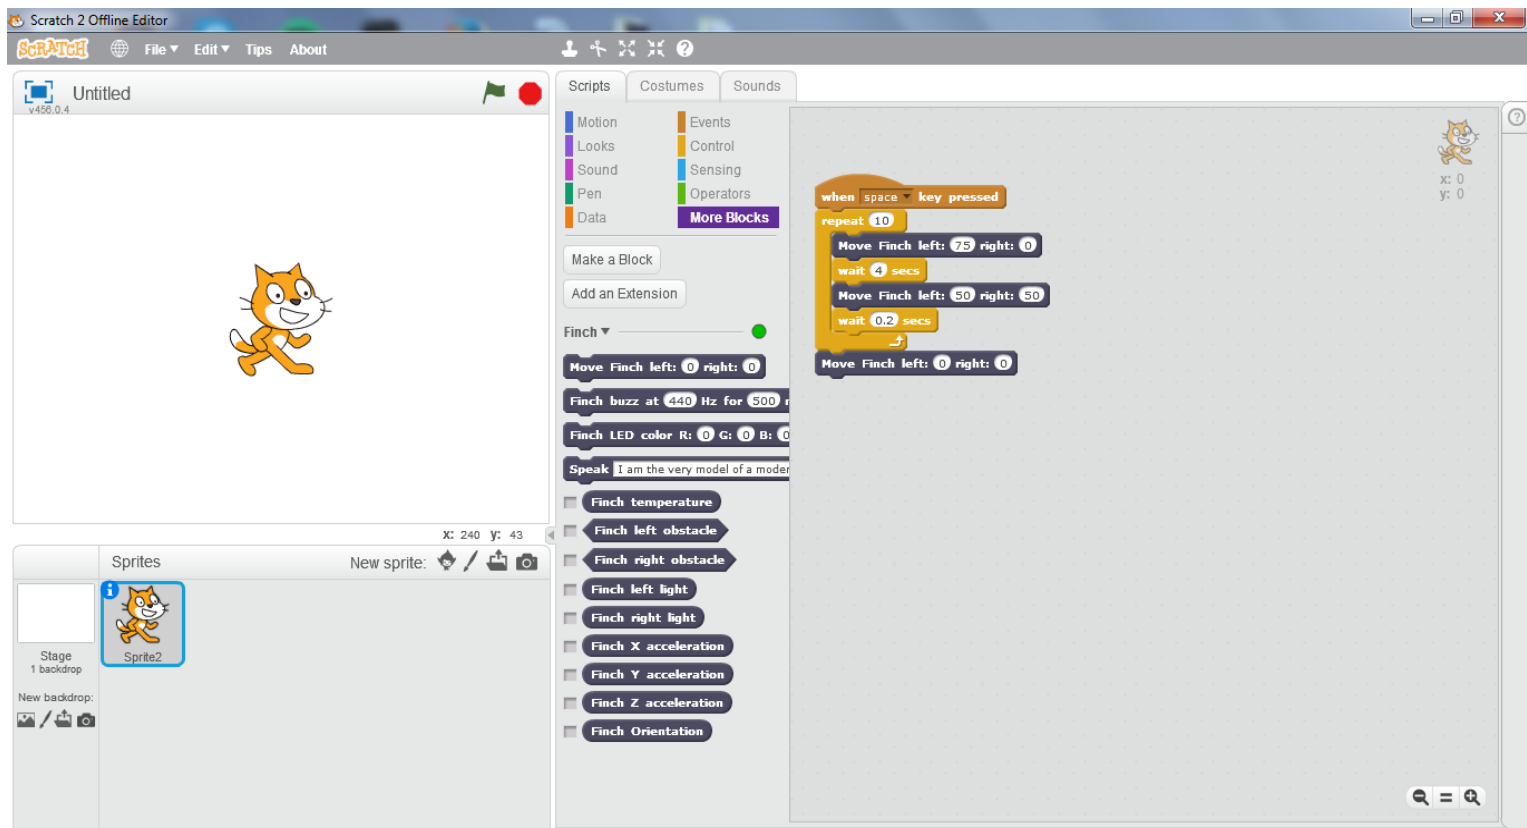 Scratch 2 Offline Editor
SCRATCH File Edit Tips About
Untitled
v456.0.4
x: 240 y: 43
Sprites New sprite:
Stage
1 backdrop
New backdrop:
Sprite2
Scripts Costumes Sounds
Motion Events
Looks Control
Sound Sensing
Pen Operators
Data More Blocks
Make a Block
Add an Extension
Finch
Move Finch left: 0 right: 0
Finch buzz at 440 Hz for 500
Finch LED color R: 0 G: 0 B: 0
Speak I am the very model of a moder
Finch temperature
Finch left obstacle
Finch right obstacle
Finch left light
Finch right light
Finch X acceleration
Finch Y acceleration
Finch Z acceleration
Finch Orientation
when space key pressed
repeat 10
Move Finch left: 75 right: 0
wait 4 secs
Move Finch left: 50 right: 50
wait 0.2 secs
Move Finch left: 0 right: 0
x: 0
y: 0